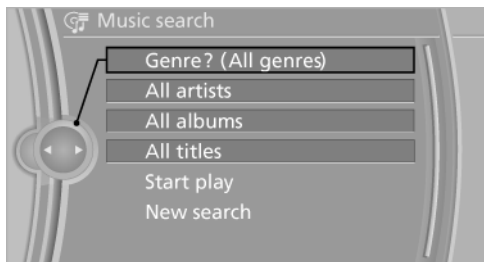 Music search
Genre? (All genres)
All artists
All albums
All titles
Start play
New search